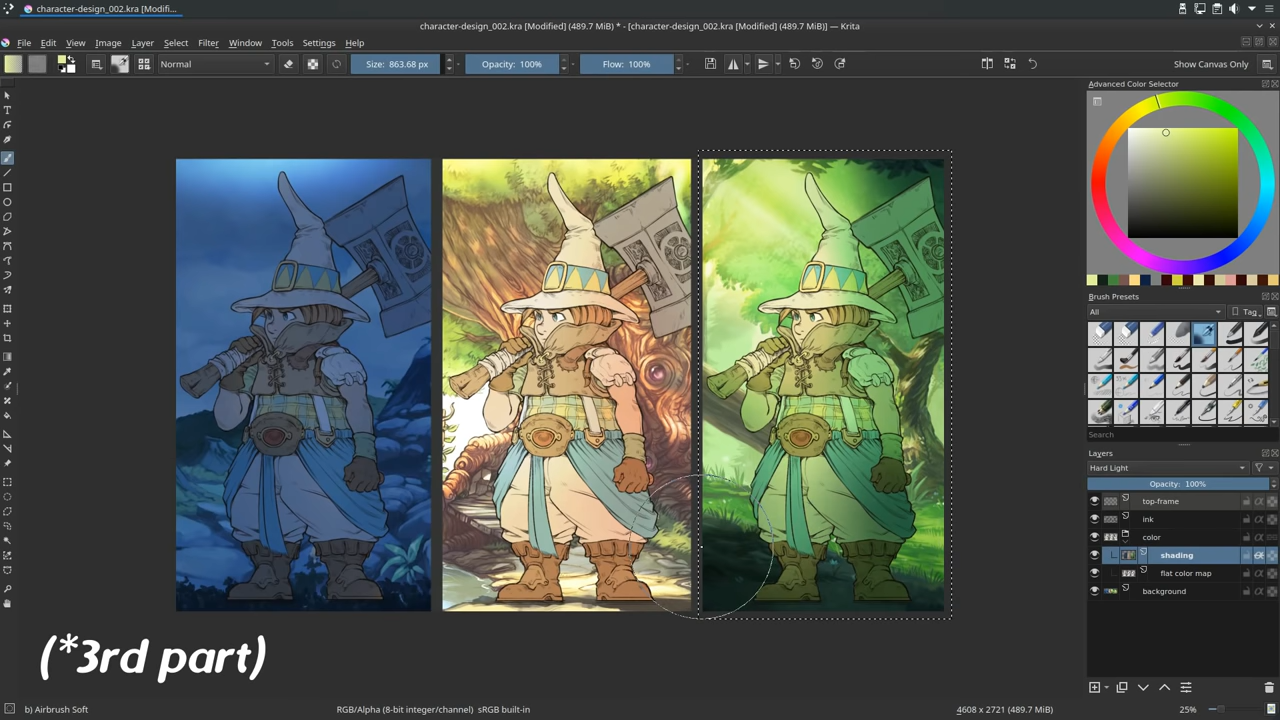 character-design_002.kra [Modifi...
character-design_002.kra [Modified] (489.7 MiB) * - [character-design_002.kra [Modified] (489.7 MiB)] — Krita
File Edit View Image Layer Select Filter Window Tools Settings Help
Normal Size: 863.68 px Opacity: 100% Flow: 100% Show Canvas Only
Advanced Color Selector
Brush Presets
All Tag
Search
Layers
Hard Light
Opacity: 100%
top-frame
ink
color
shading
flat color map
background
(*3rd part)
b) Airbrush Soft RGB/Alpha (8-bit integer/channel) sRGB built-in 4608 x 2721 (489.7 MiB) 25%